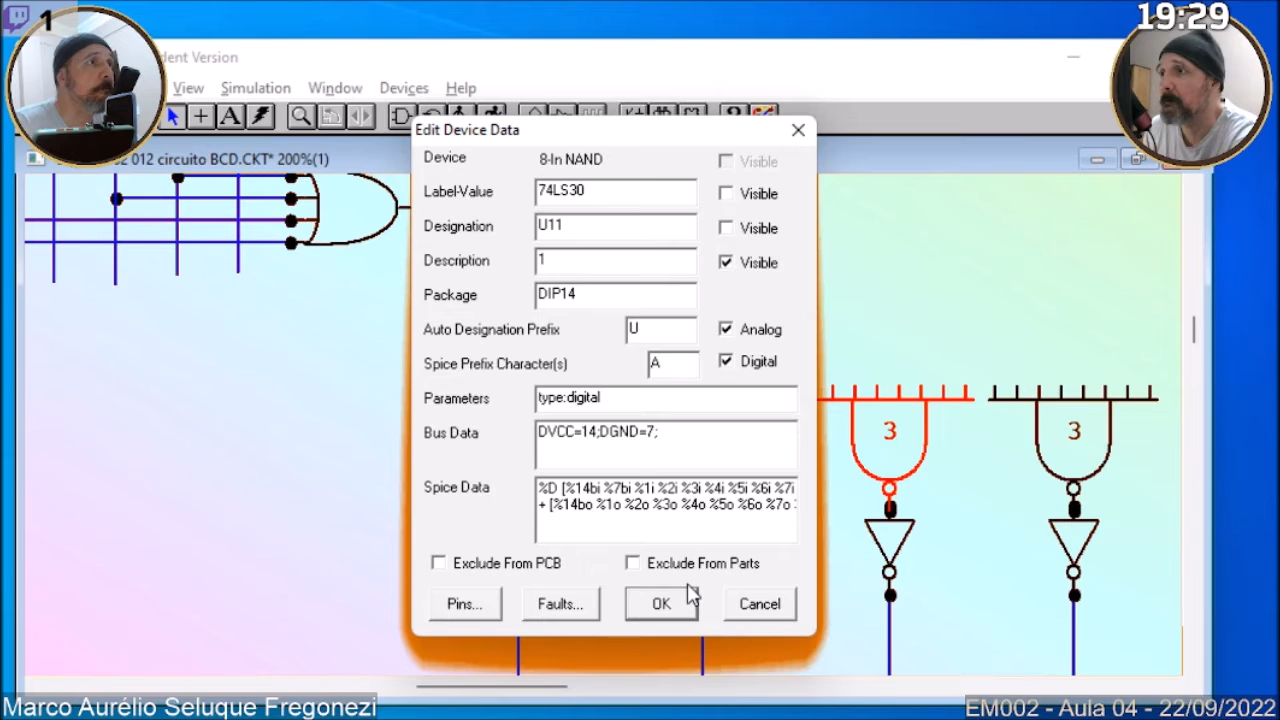 1
19:29
dent Version
View Simulation Window Devices Help
A
2 012 circuito BCD.CKT* 200%(1)
Edit Device Data
Device 8-In NAND Visible
Label-Value 74LS30 Visible
Designation U11 Visible
Description 1 Visible
Package DIP14
Auto Designation Prefix U Analog
Spice Prefix Character(s) A Digital
Parameters type:digital
Bus Data DVCC=14;DGND=7;
Spice Data %D [%14bi %7bi %1i %2i %3i %4i %5i %6i %7i
+ [%14bo %1o %2o %3o %4o %5o %6o %7o
Exclude From PCB Exclude From Parts
Pins... Faults... OK Cancel
3 3
Marco Aurélio Seluque Fregonezi
EM002 - Aula 04 - 22/09/2022